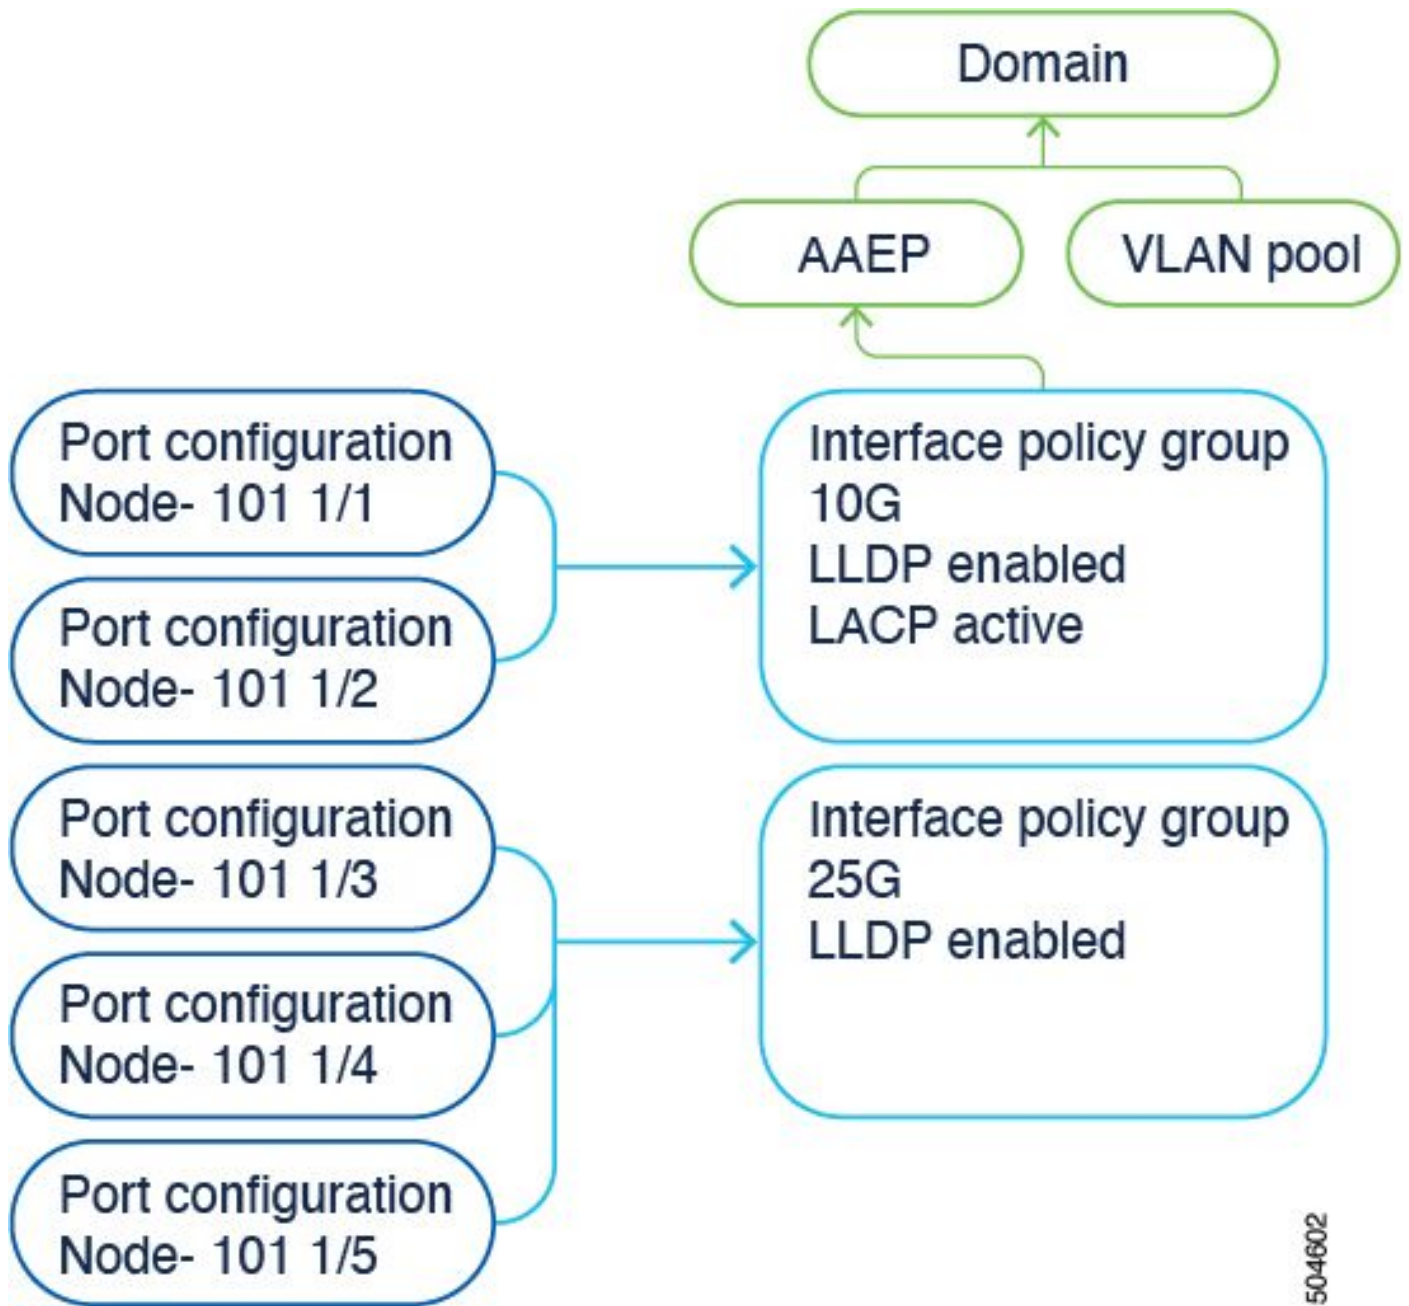 Domain
AAEP
VLAN pool
Port configuration
Node- 101 1/1
Port configuration
Node- 101 1/2
Interface policy group
10G
LLDP enabled
LACP active
Port configuration
Node- 101 1/3
Port configuration
Node- 101 1/4
Port configuration
Node- 101 1/5
Interface policy group
25G
LLDP enabled
504602